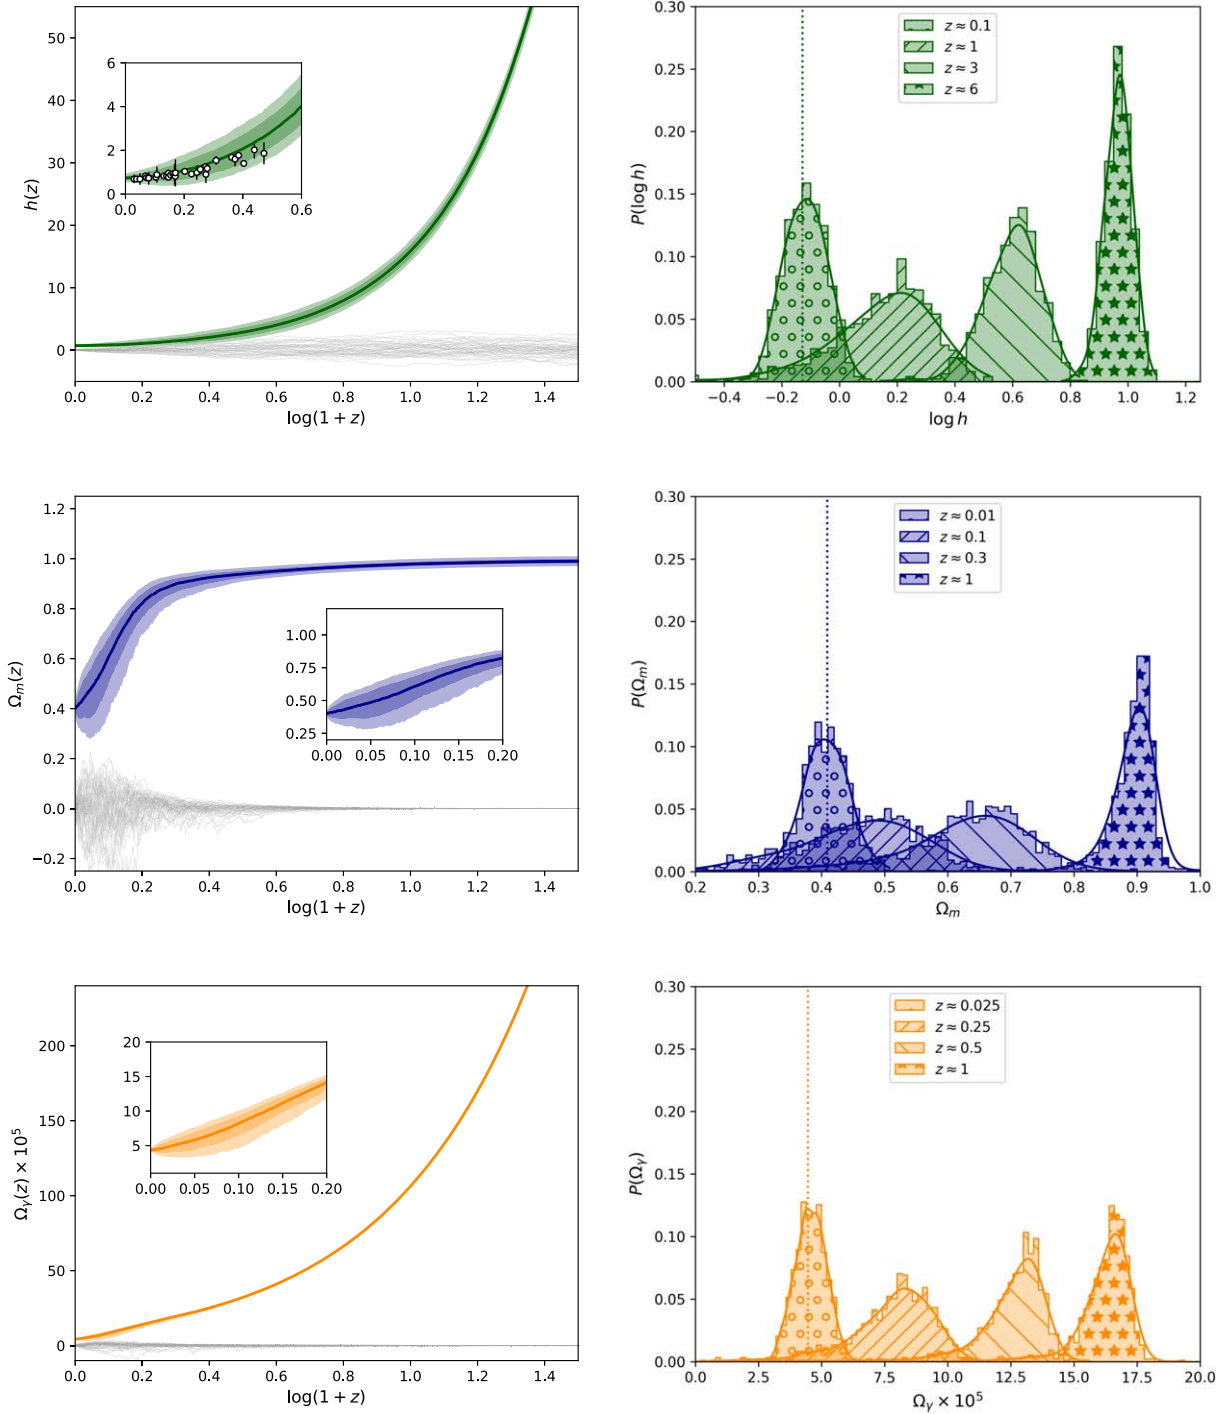 50
40
30
20
10
0
h(z)
6
4
2
0
0.0 0.2 0.4 0.6
0.0 0.2 0.4 0.6 0.8 1.0 1.2 1.4
log(1 + z)
0.30
0.25
0.20
0.15
0.10
0.05
0.00
P(log h)
z ≈ 0.1
z ≈ 1
z ≈ 3
z ≈ 6
−0.4 −0.2 0.0 0.2 0.4 0.6 0.8 1.0 1.2
log h
1.2
1.0
0.8
0.6
0.4
0.2
0.0
−0.2
Ωm(z)
1.00
0.75
0.50
0.25
0.00 0.05 0.10 0.15 0.20
0.0 0.2 0.4 0.6 0.8 1.0 1.2 1.4
log(1 + z)
0.30
0.25
0.20
0.15
0.10
0.05
0.00
P(Ωm)
z ≈ 0.01
z ≈ 0.1
z ≈ 0.3
z ≈ 1
0.2 0.3 0.4 0.5 0.6 0.7 0.8 0.9 1.0
Ωm
200
150
100
50
0
Ωγ(z) × 10⁵
20
15
10
5
0.00 0.05 0.10 0.15 0.20
0.0 0.2 0.4 0.6 0.8 1.0 1.2 1.4
log(1 + z)
0.30
0.25
0.20
0.15
0.10
0.05
0.00
P(Ωγ)
z ≈ 0.025
z ≈ 0.25
z ≈ 0.5
z ≈ 1
0.0 2.5 5.0 7.5 10.0 12.5 15.0 17.5 20.0
Ωγ × 10⁵